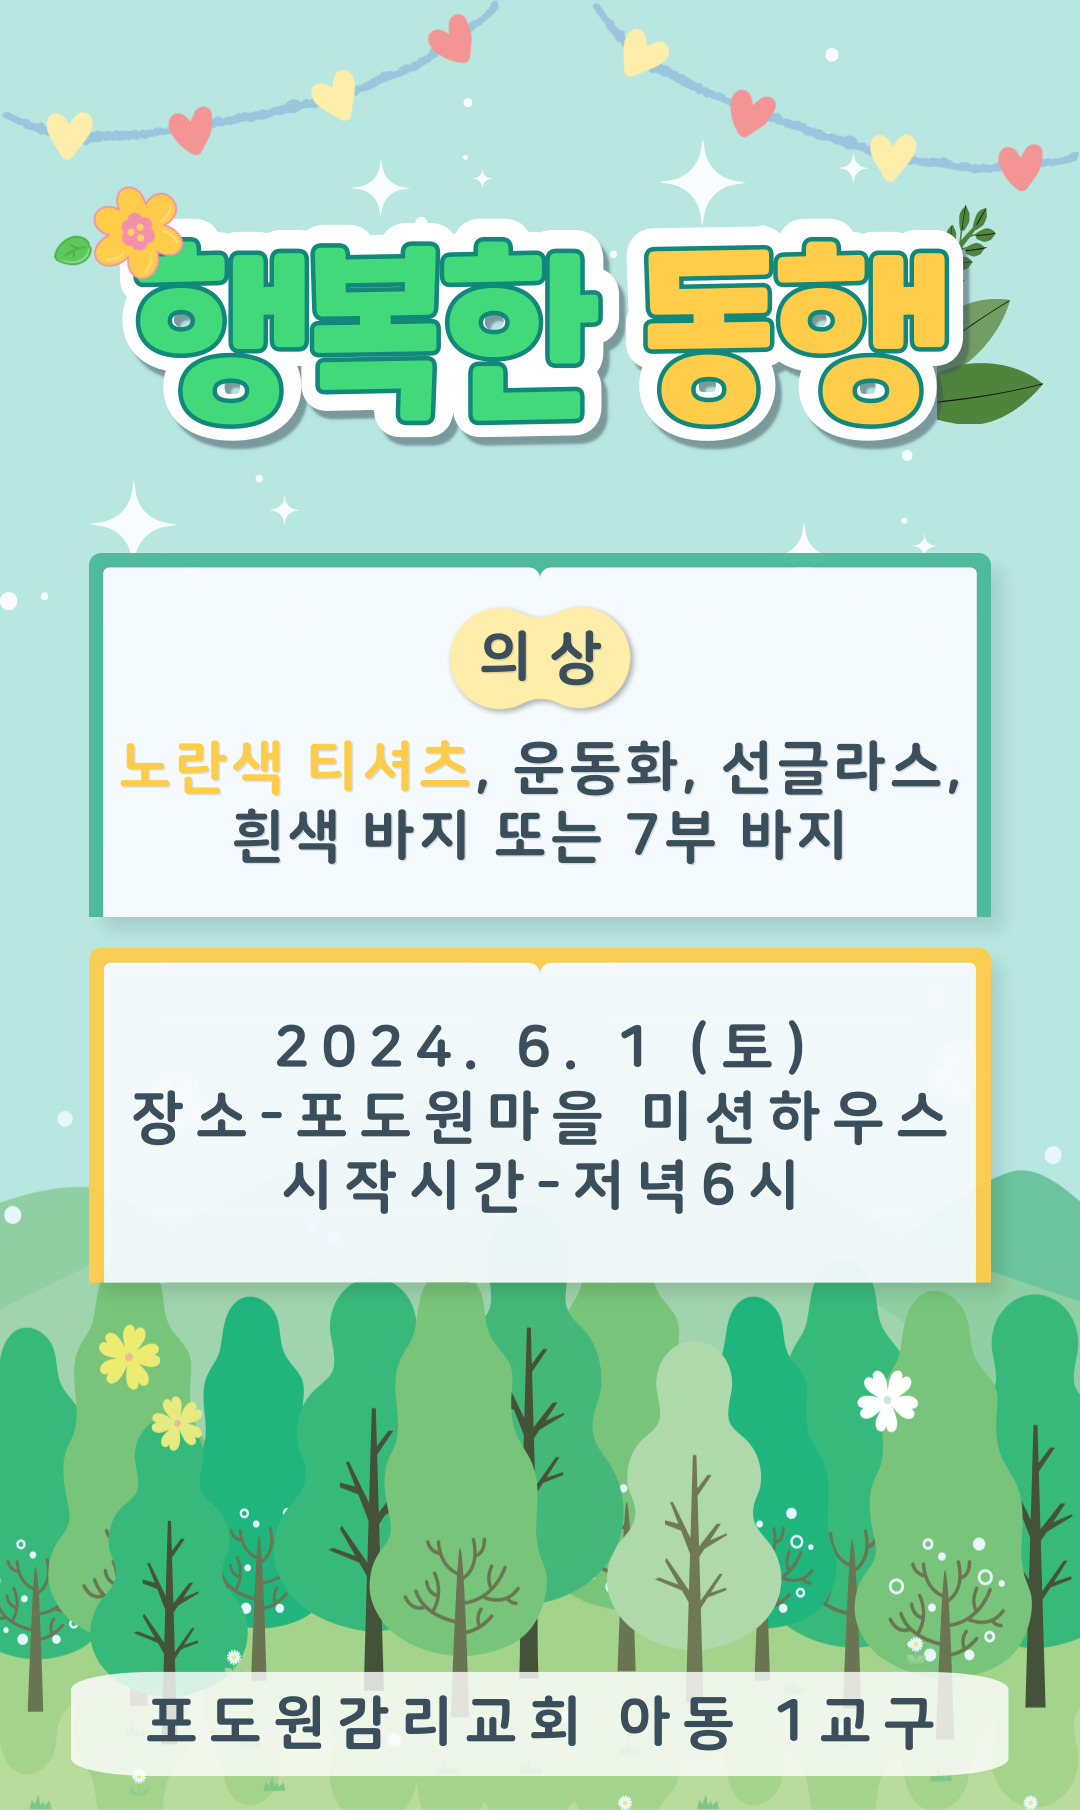 행복한 동행
의 상
노란색 티셔츠, 운동화, 선글라스,
흰색 바지 또는 7부 바지
2024. 6. 1 (토)
장소-포도원마을 미션하우스
시작시간-저녁6시
포도원감리교회 아동 1교구